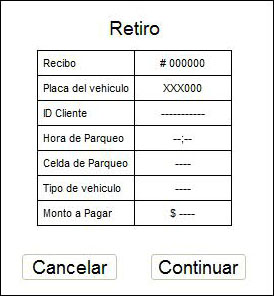 Retiro
Recibo # 000000
Placa del vehiculo XXX000
ID Cliente -----------
Hora de Parqueo --;--
Celda de Parqueo ----
Tipo de vehiculo ----
Monto a Pagar $ ----
Cancelar Continuar